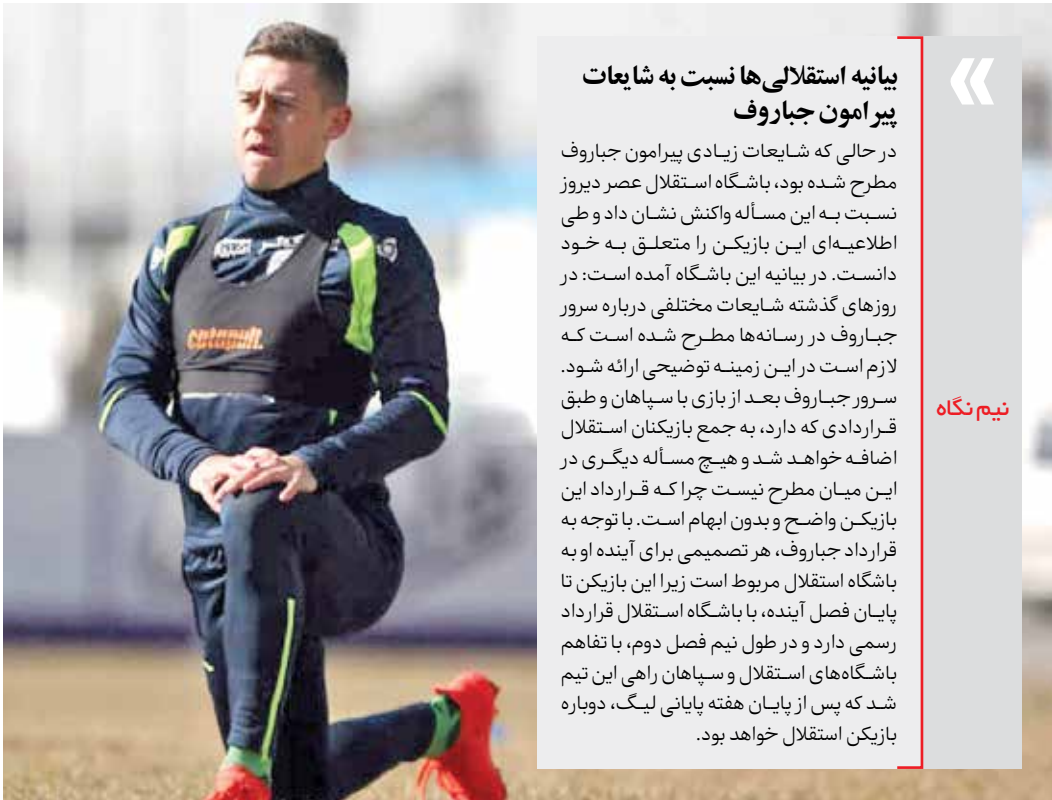 »
نیم نگاه
بیانیه استقلالی‌ها نسبت به شایعات
پیرامون جباروف
در حالی که شایعات زیادی پیرامون جباروف
مطرح شده بود، باشگاه استقلال عصر دیروز
نسبت به این مسأله واکنش نشان داد و طی
اطلاعیه‌ای این بازیکن را متعلق به خود
دانست. در بیانیه این باشگاه آمده است: در
روزهای گذشته شایعات مختلفی درباره سرور
جباروف در رسانه‌ها مطرح شده است که
لازم است در این زمینه توضیحی ارائه شود.
سرور جباروف بعد از بازی با سپاهان و طبق
قراردادی که دارد، به جمع بازیکنان استقلال
اضافه خواهد شد و هیچ مسأله دیگری در
این میان مطرح نیست چرا که قرارداد این
بازیکن واضح و بدون ابهام است. با توجه به
قرارداد جباروف، هر تصمیمی برای آینده او به
باشگاه استقلال مربوط است زیرا این بازیکن تا
پایان فصل آینده، با باشگاه استقلال قرارداد
رسمی دارد و در طول نیم فصل دوم، با تفاهم
باشگاه‌های استقلال و سپاهان راهی این تیم
شد که پس از پایان هفته پایانی لیگ، دوباره
بازیکن استقلال خواهد بود.
catapult.